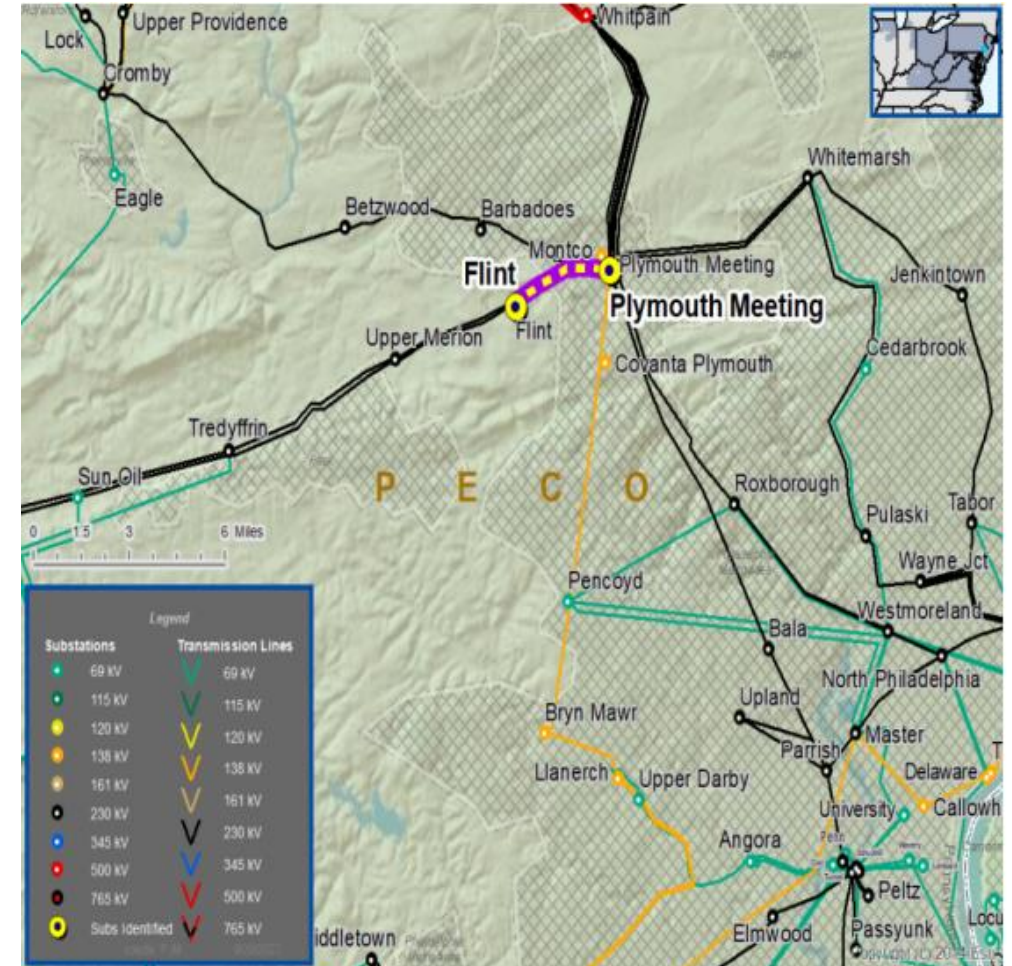 Whitpain
Upper Providence
Lock
Cromby
Whitemarsh
Eagle
Betzwood
Barbadoes
Montco
Plymouth Meeting
Flint
Jenkintown
Plymouth Meeting
Flint
Upper Merion
Cedarbrook
Covanta Plymouth
Tredyffrin
Sun Oil
PECO
Roxborough
Tabor
Pulaski
0 1.5 3 6 Miles
Wayne Jct
Pencoyd
Westmoreland
Bala
North Philadelphia
Upland
Bryn Mawr
Master
Parrish
Llanerch
Upper Darby
Delaware
T
University
Callowh
Angora
Penn
Peltz
Elmwood
Passyunk
Locu
iddletown
Legend
Substations
69 kV
115 kV
120 kV
138 kV
161 kV
230 kV
345 kV
500 kV
765 kV
Subs Identified
Transmission Lines
69 kV
115 kV
120 kV
138 kV
161 kV
230 kV
345 kV
500 kV
765 kV